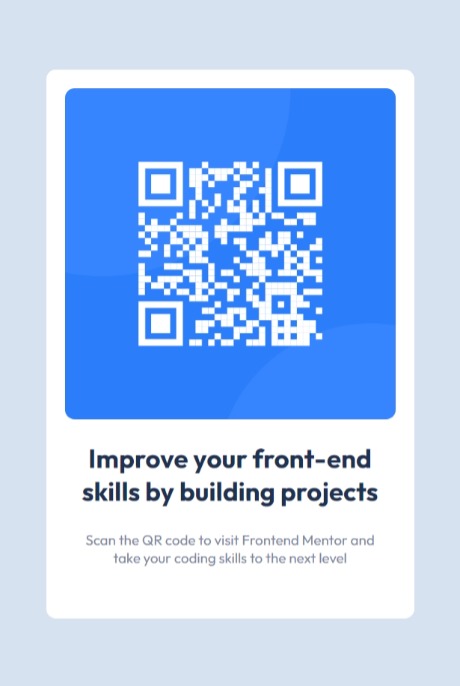 Improve your front-end
skills by building projects
Scan the QR code to visit Frontend Mentor and
take your coding skills to the next level